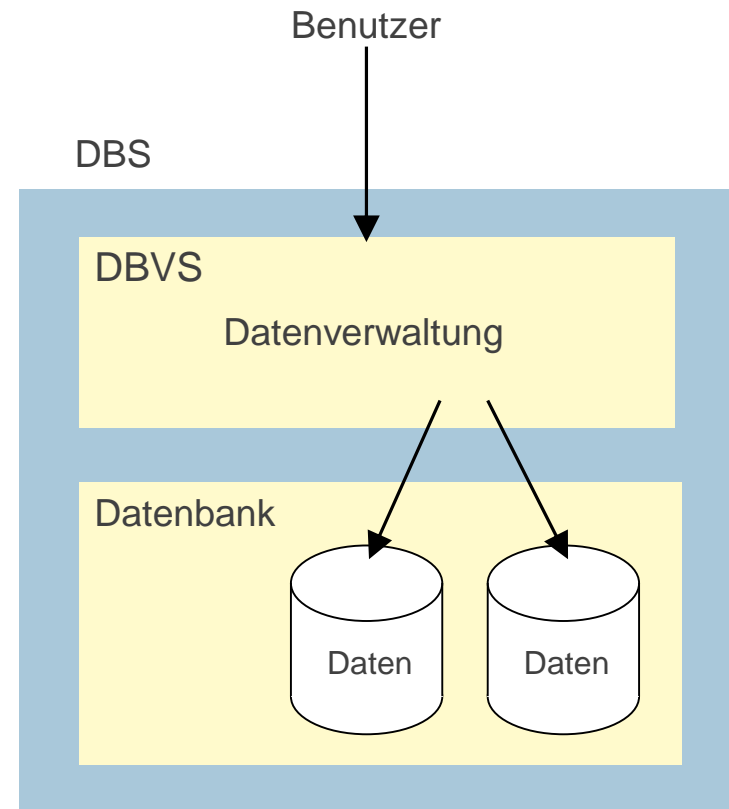 Benutzer
DBS
DBVS
Datenverwaltung
Datenbank
Daten
Daten